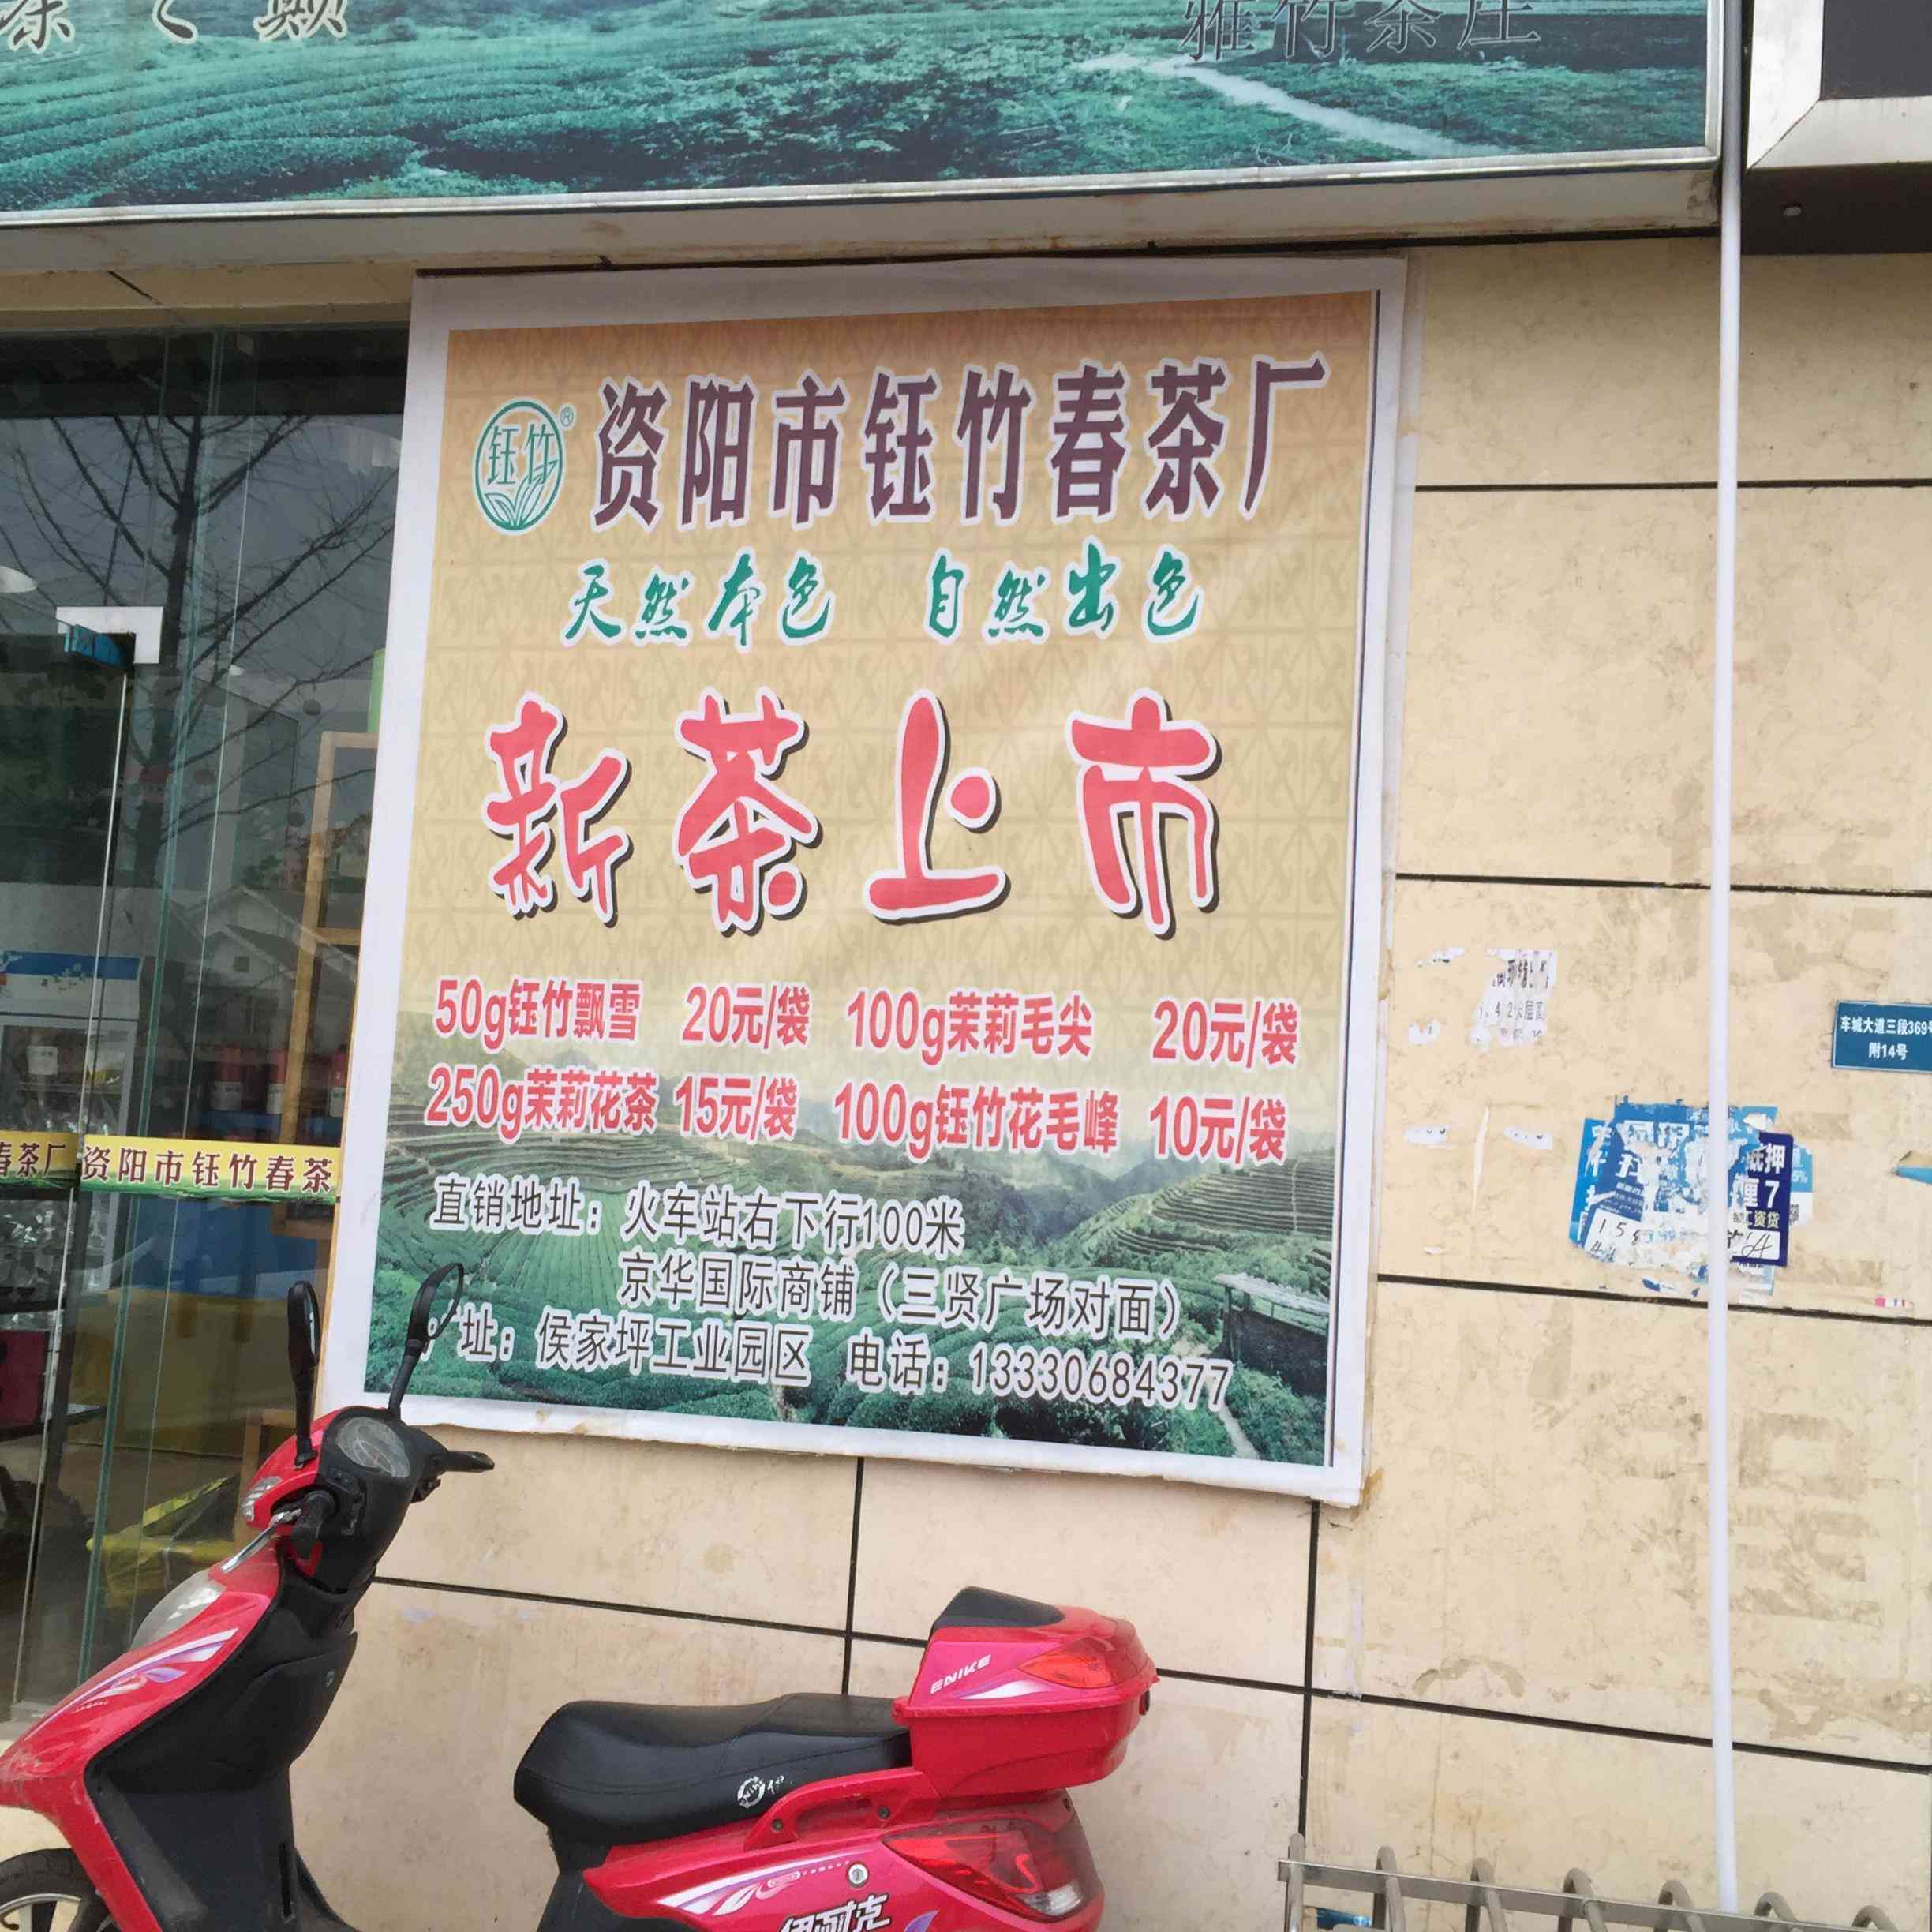 雅竹茶庄
钰竹®
资阳市钰竹春茶厂
天然本色 自然出色
新茶上市
50g钰竹飘雪 20元/袋 100g茉莉毛尖 20元/袋
250g茉莉花茶 15元/袋 100g钰竹花毛峰 10元/袋
直销地址：火车站右下行100米
京华国际商铺（三贤广场对面）
址：侯家坪工业园区 电话：13330684377
春茶厂 资阳市钰竹春茶
车城大道三段369号
附14号
抵押
ENIKE
伊耐克